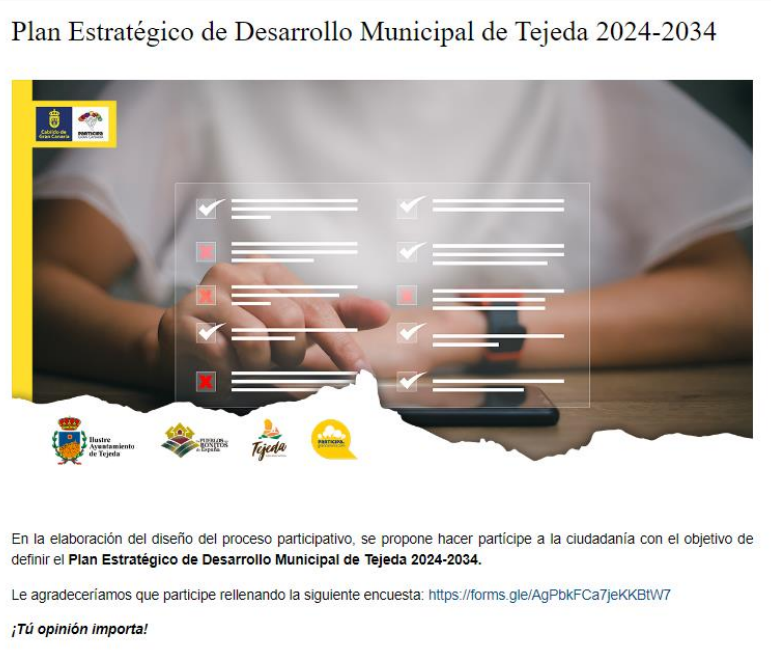 Plan Estratégico de Desarrollo Municipal de Tejeda 2024-2034
Cabildo de
Gran Canaria
PARTICIPA
Ilustre
Ayuntamiento
de Tejeda
BONITOS
Tejeda
PARTICIPA
En la elaboración del diseño del proceso participativo, se propone hacer partícipe a la ciudadanía con el objetivo de
definir el Plan Estratégico de Desarrollo Municipal de Tejeda 2024-2034.
Le agradeceríamos que participe rellenando la siguiente encuesta: https://forms.gle/AgPbkFCa7jeKKBtW7
¡Tú opinión importa!